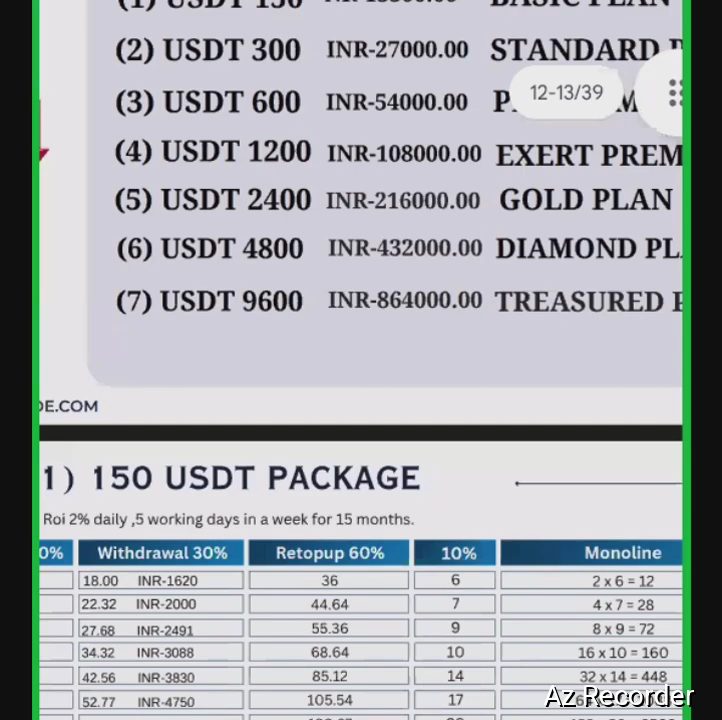 (1) USDT 150 BASIC PLAN
(2) USDT 300 INR-27000.00 STANDARD
12-13/39
(3) USDT 600 INR-54000.00
(4) USDT 1200 INR-108000.00 EXERT PREM
(5) USDT 2400 INR-216000.00 GOLD PLAN
(6) USDT 4800 INR-432000.00 DIAMOND PL
(7) USDT 9600 INR-864000.00 TREASURED
DE.COM
1) 150 USDT PACKAGE
Roi 2% daily ,5 working days in a week for 15 months.
0% Withdrawal 30% Retopup 60% 10% Monoline
18.00 INR-1620 36 6 2 x 6 = 12
22.32 INR-2000 44.64 7 4 x 7 = 28
27.68 INR-2491 55.36 9 8 x 9 = 72
34.32 INR-3088 68.64 10 16 x 10 = 160
42.56 INR-3830 85.12 14 32 x 14 = 448
52.77 INR-4750 105.54 17
Az Recorder